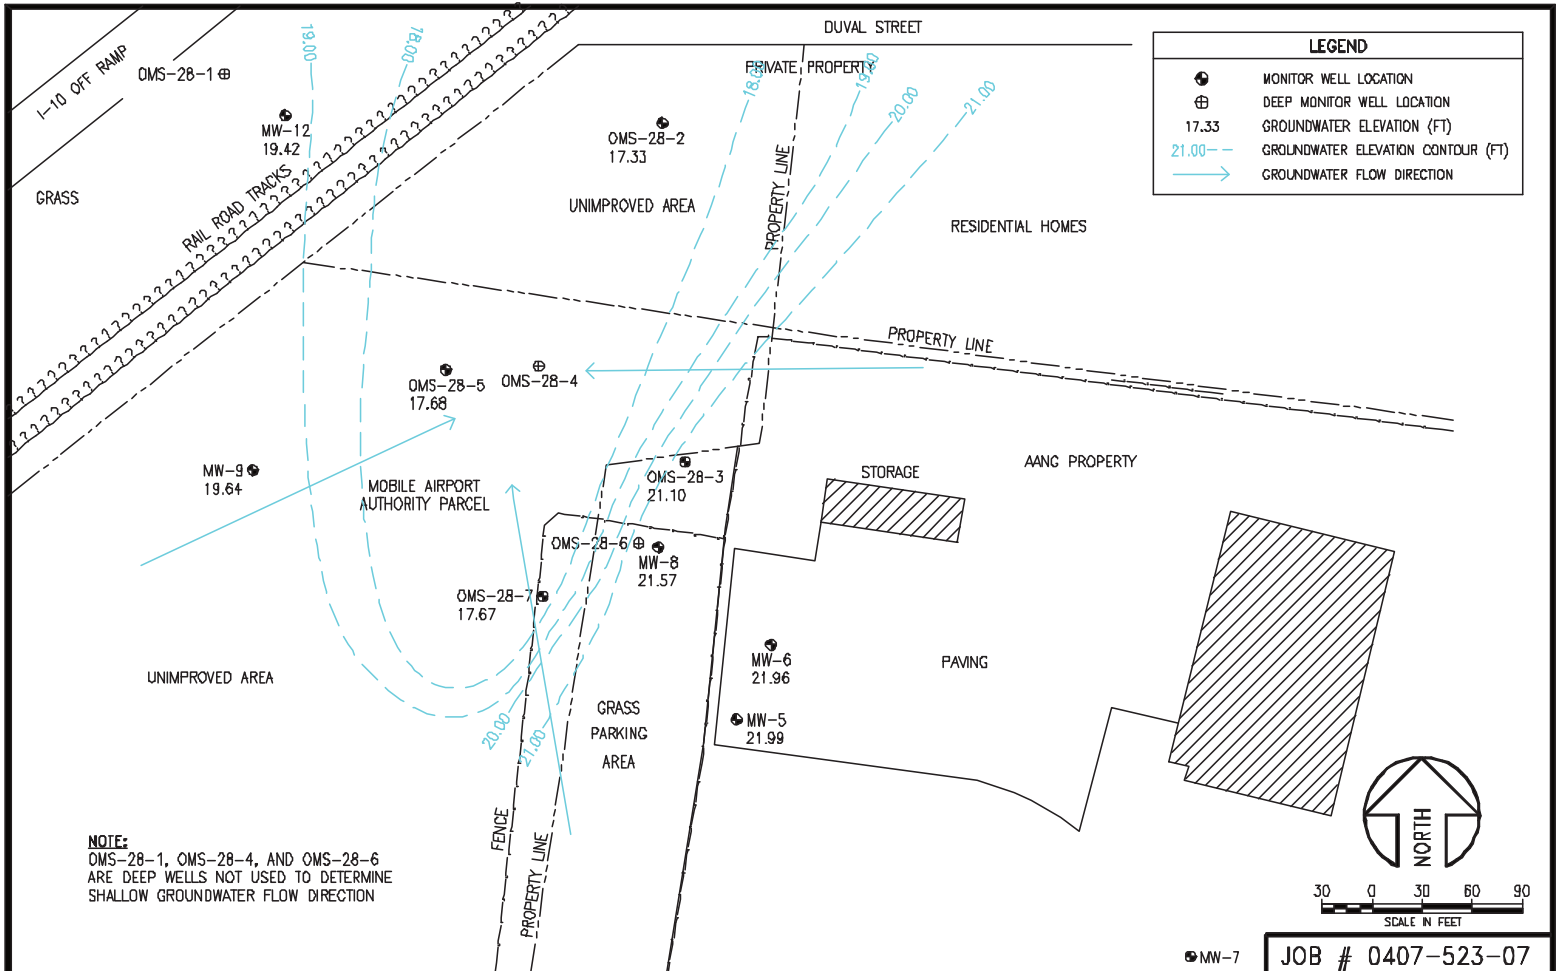 DUVAL STREET
19.00
18.00
I-10 OFF RAMP
OMS-28-1
MW-12
19.42
GRASS
RAIL ROAD TRACKS
PRIVATE PROPERTY
18.00
19.00
20.00
21.00
OMS-28-2
17.33
UNIMPROVED AREA
PROPERTY LINE
RESIDENTIAL HOMES
LEGEND
MONITOR WELL LOCATION
DEEP MONITOR WELL LOCATION
17.33 GROUNDWATER ELEVATION (FT)
21.00-- GROUNDWATER ELEVATION CONTOUR (FT)
GROUNDWATER FLOW DIRECTION
PROPERTY LINE
OMS-28-5
17.68
OMS-28-4
MW-9
19.64
MOBILE AIRPORT
AUTHORITY PARCEL
OMS-28-3
21.10
STORAGE
AANG PROPERTY
OMS-28-6
MW-8
21.57
OMS-28-7
17.67
UNIMPROVED AREA
MW-6
21.96
PAVING
MW-5
21.99
20.00
21.00
GRASS
PARKING
AREA
FENCE
PROPERTY LINE
NOTE:
OMS-28-1, OMS-28-4, AND OMS-28-6
ARE DEEP WELLS NOT USED TO DETERMINE
SHALLOW GROUNDWATER FLOW DIRECTION
NORTH
30 0 30 60 90
SCALE IN FEET
MW-7
JOB # 0407-523-07